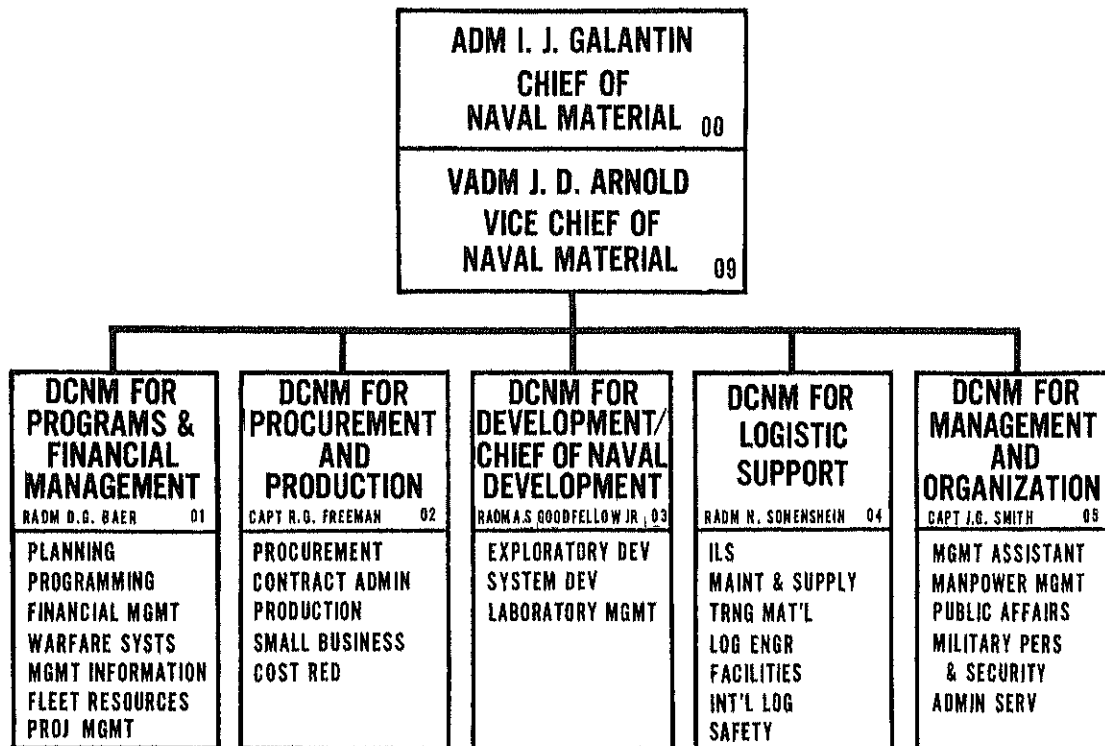 ADM I. J. GALANTIN
CHIEF OF
NAVAL MATERIAL 00
VADM J. D. ARNOLD
VICE CHIEF OF
NAVAL MATERIAL 09
DCNM FOR
PROGRAMS &
FINANCIAL
MANAGEMENT
RADM D.G. BAER 01
PLANNING
PROGRAMMING
FINANCIAL MGMT
WARFARE SYSTS
MGMT INFORMATION
FLEET RESOURCES
PROJ MGMT
DCNM FOR
PROCUREMENT
AND
PRODUCTION
CAPT R.G. FREEMAN 02
PROCUREMENT
CONTRACT ADMIN
PRODUCTION
SMALL BUSINESS
COST RED
DCNM FOR
DEVELOPMENT/
CHIEF OF NAVAL
DEVELOPMENT
RADM A.S GOODFELLOW JR 03
EXPLORATORY DEV
SYSTEM DEV
LABORATORY MGMT
DCNM FOR
LOGISTIC
SUPPORT
RADM N. SONENSHEIN 04
ILS
MAINT & SUPPLY
TRNG MAT'L
LOG ENGR
FACILITIES
INT'L LOG
SAFETY
DCNM FOR
MANAGEMENT
AND
ORGANIZATION
CAPT J.G. SMITH 05
MGMT ASSISTANT
MANPOWER MGMT
PUBLIC AFFAIRS
MILITARY PERS
& SECURITY
ADMIN SERV